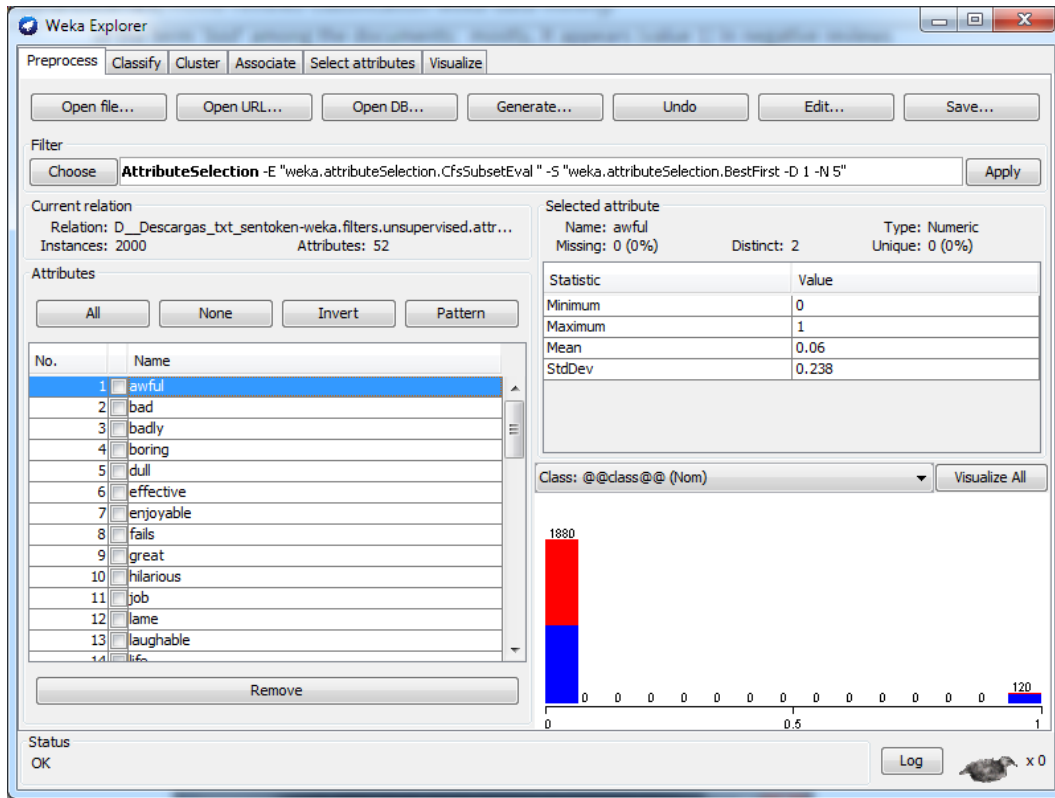 Weka Explorer
Preprocess Classify Cluster Associate Select attributes Visualize
Open file... Open URL... Open DB... Generate... Undo Edit... Save...
Filter
Choose AttributeSelection -E "weka.attributeSelection.CfsSubsetEval " -S "weka.attributeSelection.BestFirst -D 1 -N 5" Apply
Current relation
Relation: D__Descargas_txt_sentoken-weka.filters.unsupervised.attr...
Instances: 2000 Attributes: 52
Selected attribute
Name: awful Type: Numeric
Missing: 0 (0%) Distinct: 2 Unique: 0 (0%)
Attributes
All None Invert Pattern
No. Name
1 awful
2 bad
3 badly
4 boring
5 dull
6 effective
7 enjoyable
8 fails
9 great
10 hilarious
11 job
12 lame
13 laughable
14 life
Remove
Statistic Value
Minimum 0
Maximum 1
Mean 0.06
StdDev 0.238
Class: @@class@@ (Nom) Visualize All
1880
0 0 0 0 0 0 0 0 0 0 0 0 0 120
0 0.5 1
Status
OK
Log x 0